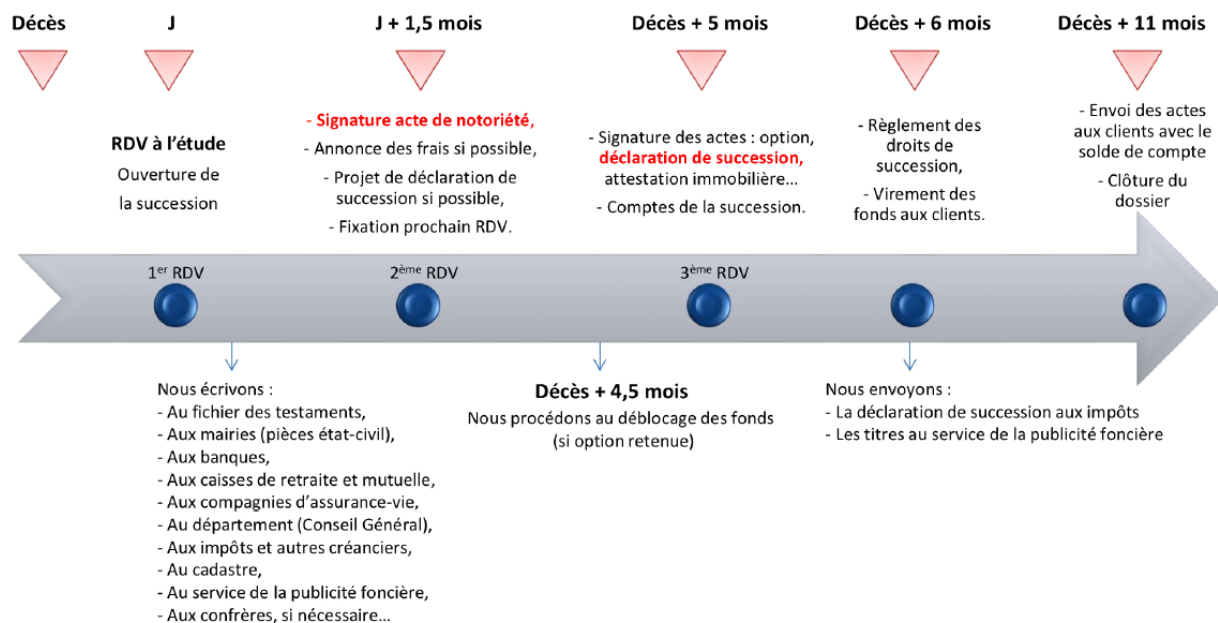 Décès
J
J + 1,5 mois
Décès + 5 mois
Décès + 6 mois
Décès + 11 mois
RDV à l'étude
Ouverture de
la succession
- Signature acte de notoriété,
- Annonce des frais si possible,
- Projet de déclaration de
succession si possible,
- Fixation prochain RDV.
- Signature des actes : option,
déclaration de succession,
attestation immobilière...
- Comptes de la succession.
- Règlement des
droits de
succession,
- Virement des
fonds aux clients.
- Envoi des actes
aux clients avec le
solde de compte
- Clôture du
dossier
1er RDV
2ème RDV
3ème RDV
Nous écrivons :
- Au fichier des testaments,
- Aux mairies (pièces état-civil),
- Aux banques,
- Aux caisses de retraite et mutuelle,
- Aux compagnies d'assurance-vie,
- Au département (Conseil Général),
- Aux impôts et autres créanciers,
- Au cadastre,
- Au service de la publicité foncière,
- Aux confrères, si nécessaire...
Décès + 4,5 mois
Nous procédons au déblocage des fonds
(si option retenue)
Nous envoyons :
- La déclaration de succession aux impôts
- Les titres au service de la publicité foncière